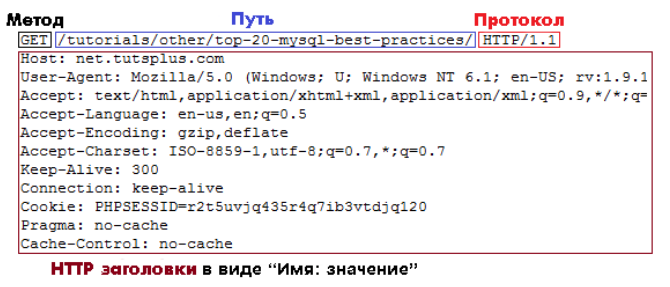 Метод Путь Протокол
GET /tutorials/other/top-20-mysql-best-practices/ HTTP/1.1
Host: net.tutsplus.com
User-Agent: Mozilla/5.0 (Windows; U; Windows NT 6.1; en-US; rv:1.9.1
Accept: text/html,application/xhtml+xml,application/xml;q=0.9,*/*;q=
Accept-Language: en-us,en;q=0.5
Accept-Encoding: gzip,deflate
Accept-Charset: ISO-8859-1,utf-8;q=0.7,*;q=0.7
Keep-Alive: 300
Connection: keep-alive
Cookie: PHPSESSID=r2t5uvjq435r4q7ib3vtdjq120
Pragma: no-cache
Cache-Control: no-cache
HTTP заголовки в виде “Имя: значение”